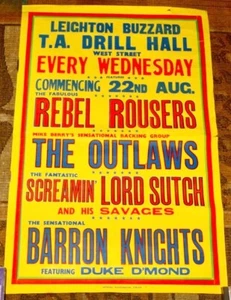 LEIGHTON BUZZARD
T.A. DRILL HALL
WEST STREET
EVERY WEDNESDAY
COMMENCING 22ND AUG.
THE FABULOUS
REBEL ROUSERS
MIKE BERRY'S SENSATIONAL BACKING GROUP
THE OUTLAWS
THE FANTASTIC
SCREAMIN' LORD SUTCH
AND HIS SAVAGES
THE SENSATIONAL
BARRON KNIGHTS
FEATURING DUKE D'MOND